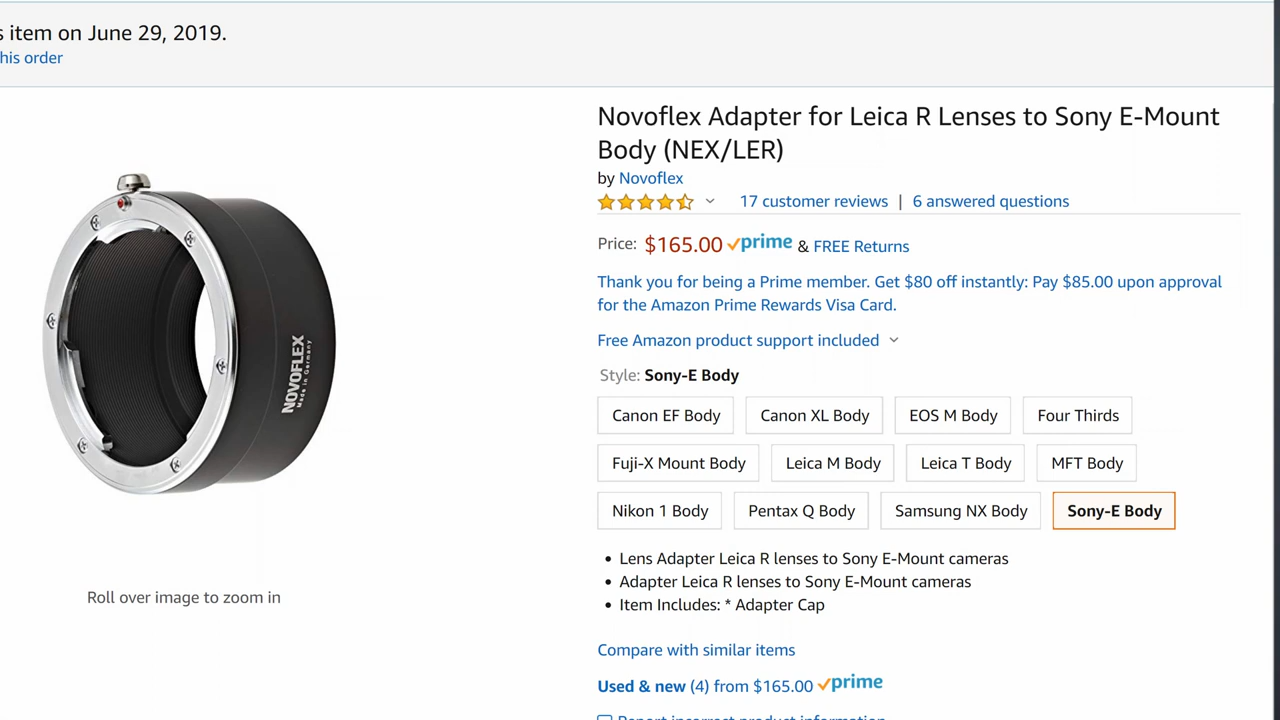 s item on June 29, 2019.
his order
Novoflex Adapter for Leica R Lenses to Sony E-Mount
Body (NEX/LER)
by Novoflex
17 customer reviews | 6 answered questions
Price: $165.00 prime & FREE Returns
Thank you for being a Prime member. Get $80 off instantly: Pay $85.00 upon approval
for the Amazon Prime Rewards Visa Card.
Free Amazon product support included
Style: Sony-E Body
Canon EF Body Canon XL Body EOS M Body Four Thirds
Fuji-X Mount Body Leica M Body Leica T Body MFT Body
Nikon 1 Body Pentax Q Body Samsung NX Body Sony-E Body
NOVOFLEX
Made in Germany
• Lens Adapter Leica R lenses to Sony E-Mount cameras
• Adapter Leica R lenses to Sony E-Mount cameras
• Item Includes: * Adapter Cap
Roll over image to zoom in
Compare with similar items
Used & new (4) from $165.00 prime
Report incorrect product information